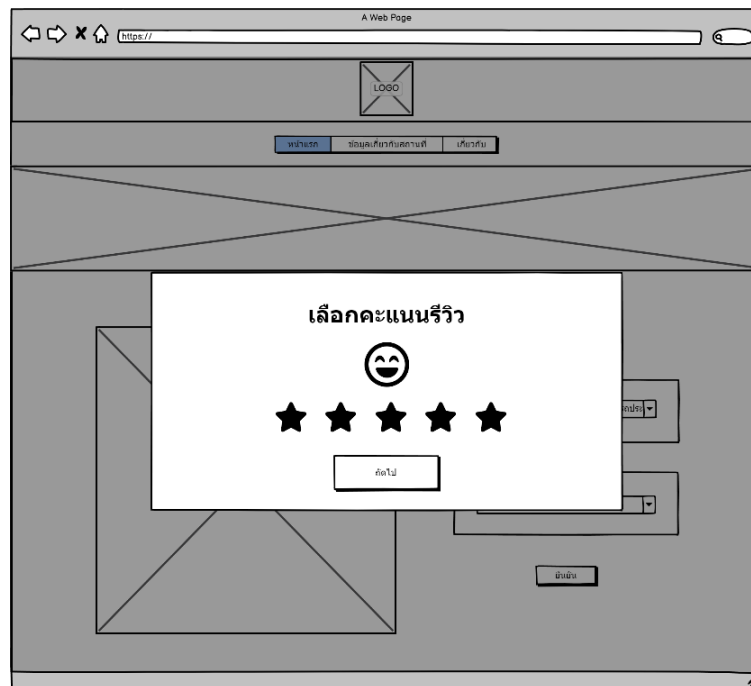 A Web Page
https://
LOGO
หน้าแรก ข้อมูลเกี่ยวกับสถานที่ เกี่ยวกับ
เลือกคะแนนรีวิว
ถัดไป
ยืนยัน